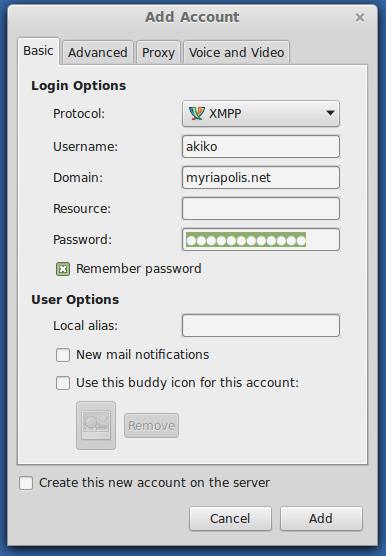 Add Account
Basic Advanced Proxy Voice and Video
Login Options
Protocol: XMPP
Username: akiko
Domain: myriapolis.net
Resource:
Password: ●●●●●●●●●●●●
Remember password
User Options
Local alias:
New mail notifications
Use this buddy icon for this account:
Remove
Create this new account on the server
Cancel Add